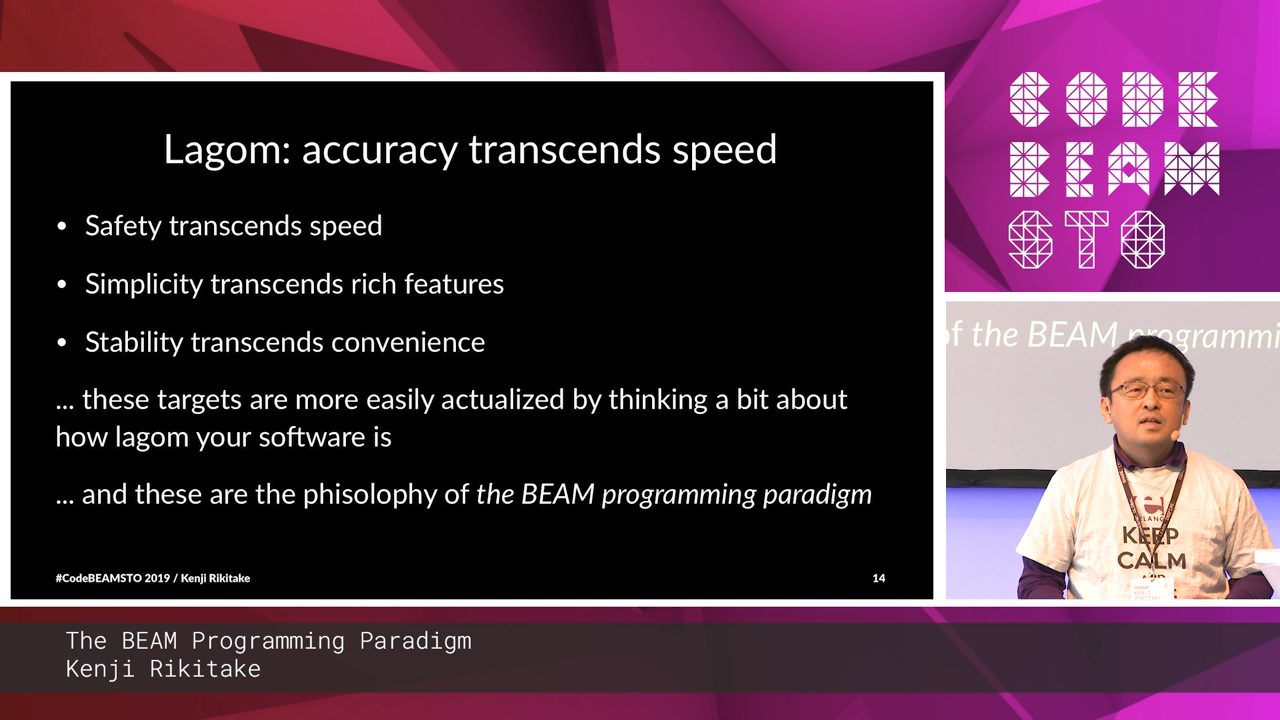 Lagom: accuracy transcends speed
• Safety transcends speed
• Simplicity transcends rich features
• Stability transcends convenience
... these targets are more easily actualized by thinking a bit about
how lagom your software is
... and these are the phisolophy of the BEAM programming paradigm
#CodeBEAMSTO 2019 / Kenji Rikitake
14
CODE
BEAM
STO
of the BEAM programmi
KEEP
CALM
The BEAM Programming Paradigm
Kenji Rikitake